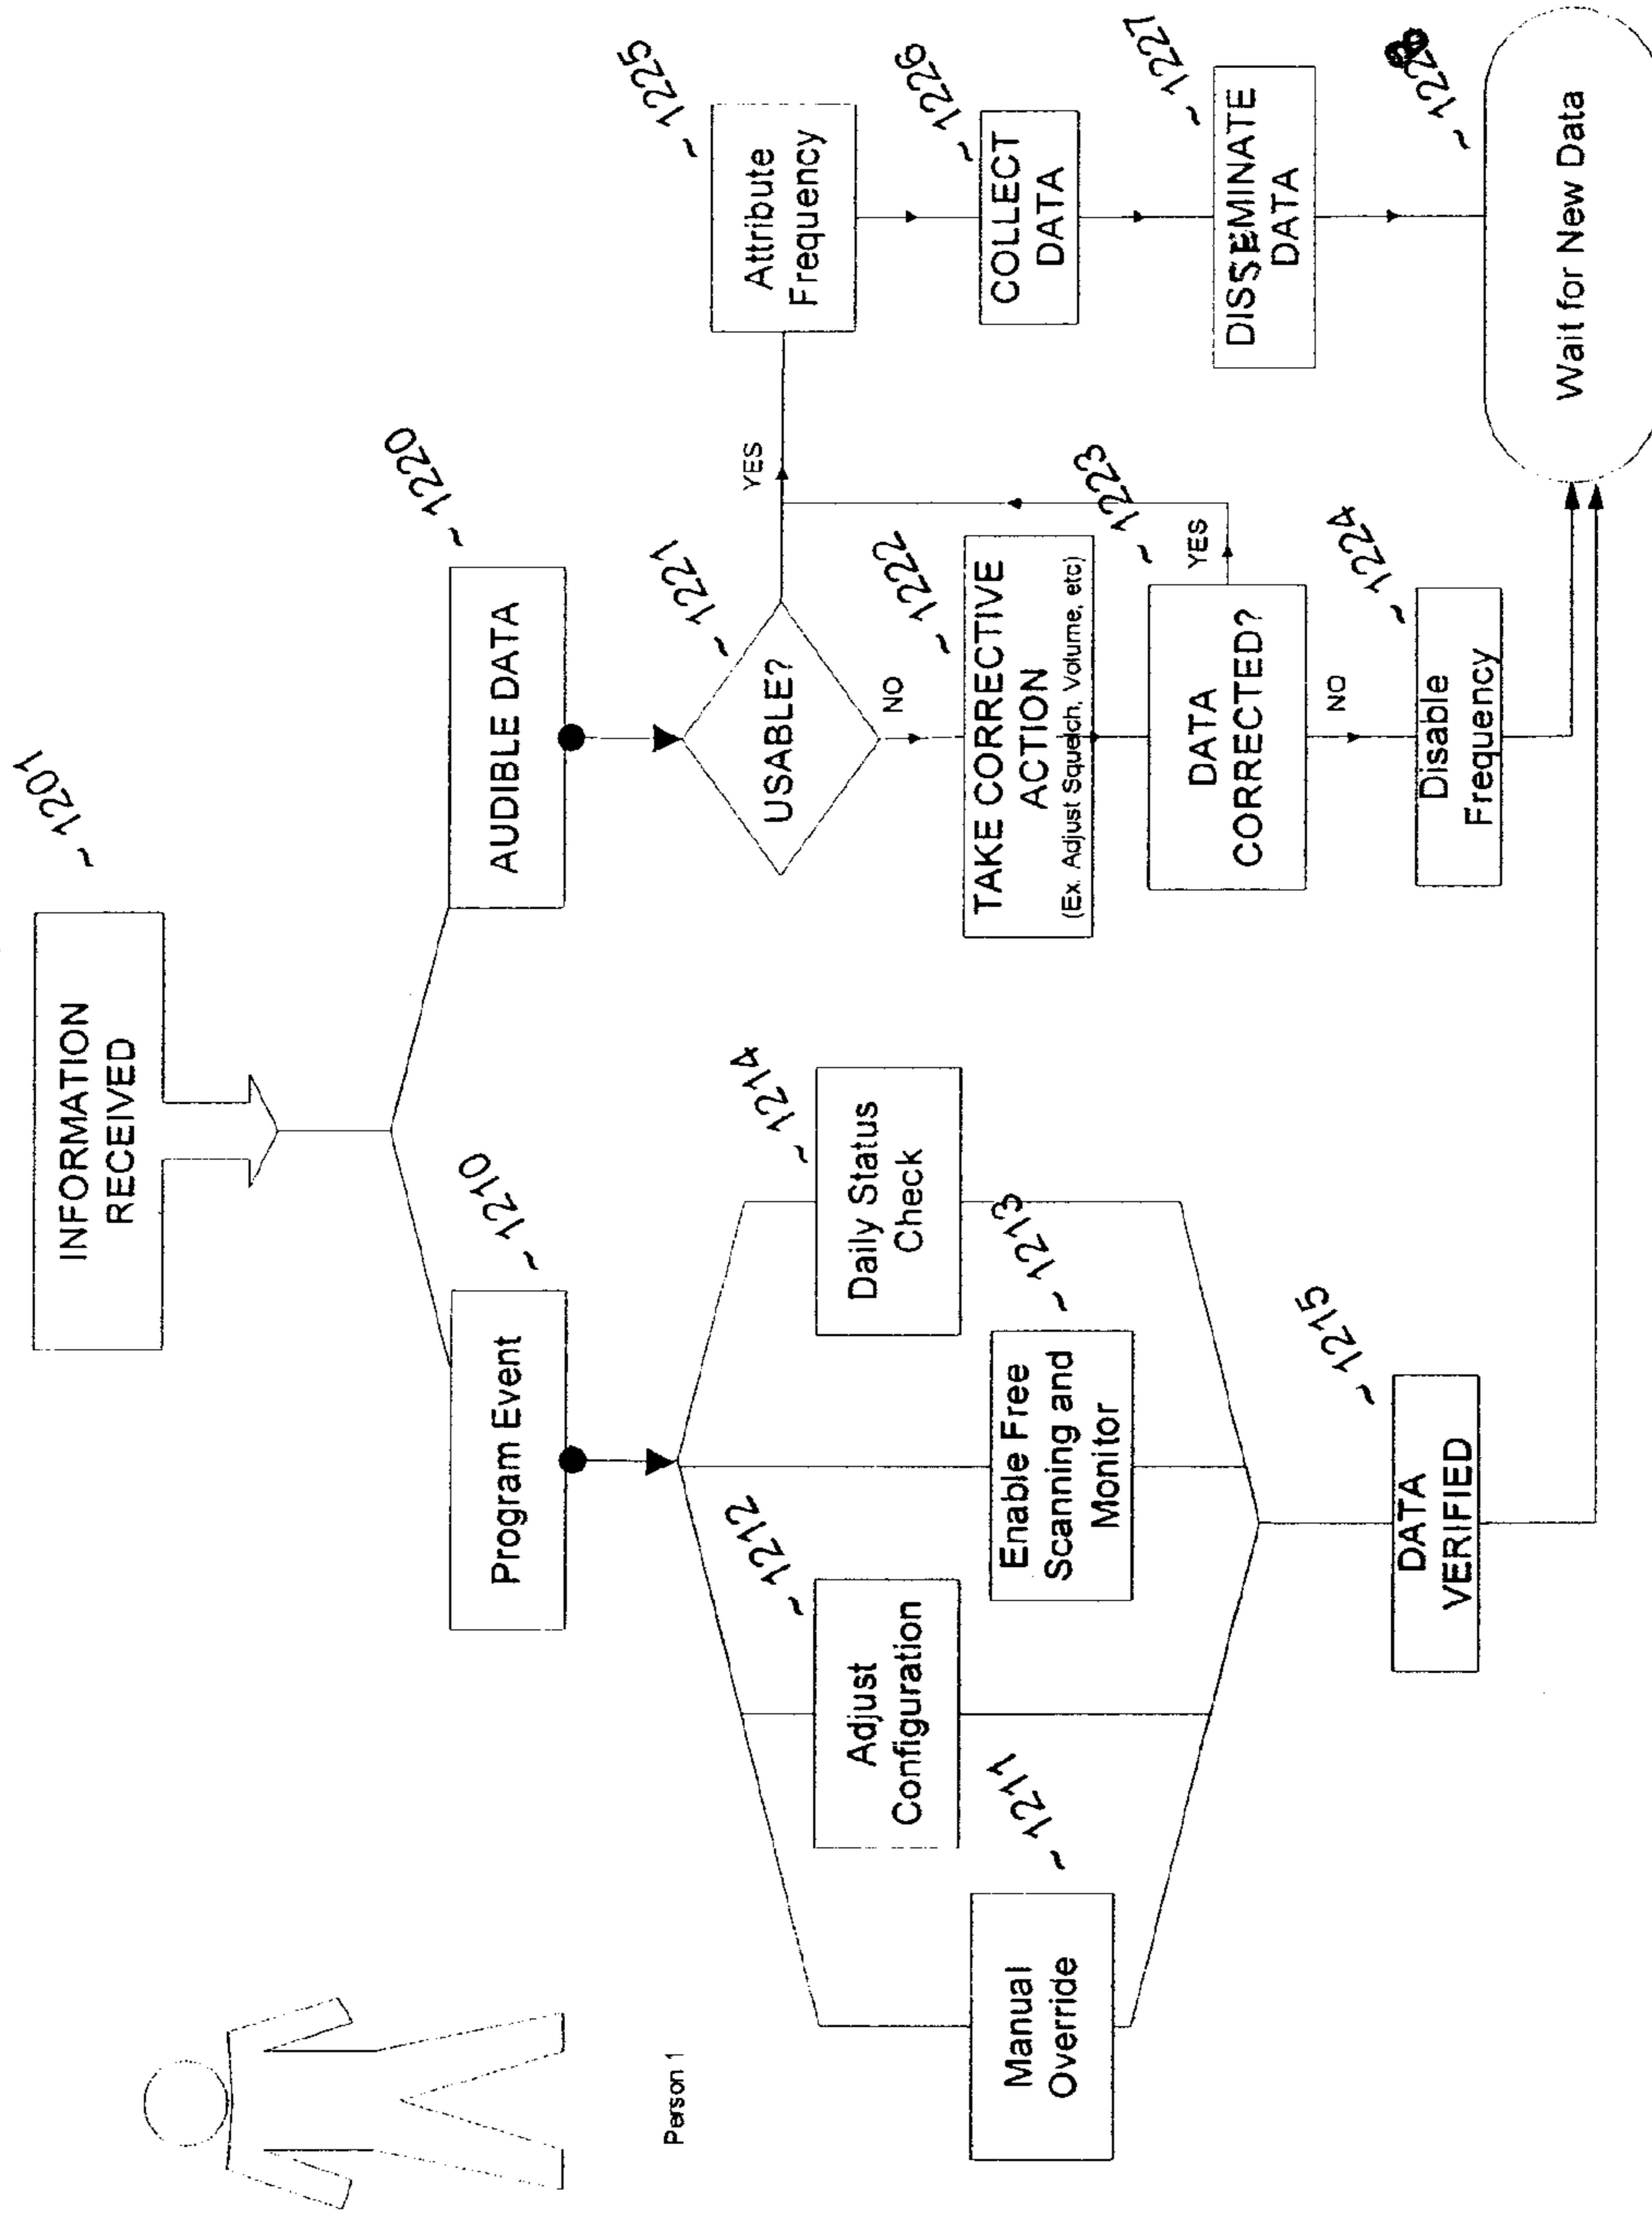 ~1201
INFORMATION
RECEIVED
Person 1
~1210
Program Event
~1220
AUDIBLE DATA
~1211
Manual
Override
~1212
Adjust
Configuration
~1213
Enable Free
Scanning and
Monitor
~1214
Daily Status
Check
~1215
DATA
VERIFIED
~1221
USABLE?
YES
NO
~1222
TAKE CORRECTIVE
ACTION
(Ex. Adjust Squelch, Volume, etc)
~1223
DATA
CORRECTED?
YES
NO
~1224
Disable
Frequency
~1225
Attribute
Frequency
~1226
COLLECT
DATA
~1227
DISSEMINATE
DATA
~1228
Wait for New Data